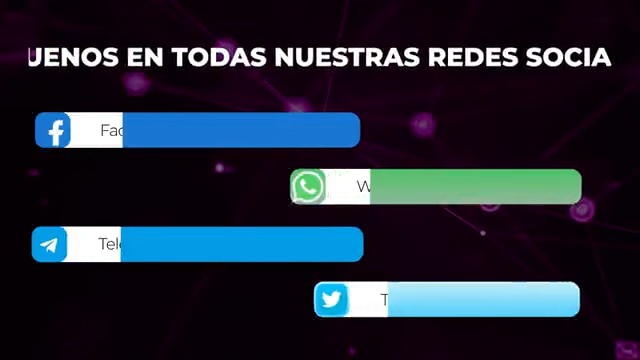 UENOS EN TODAS NUESTRAS REDES SOCIA
Fac
W
Tele
T